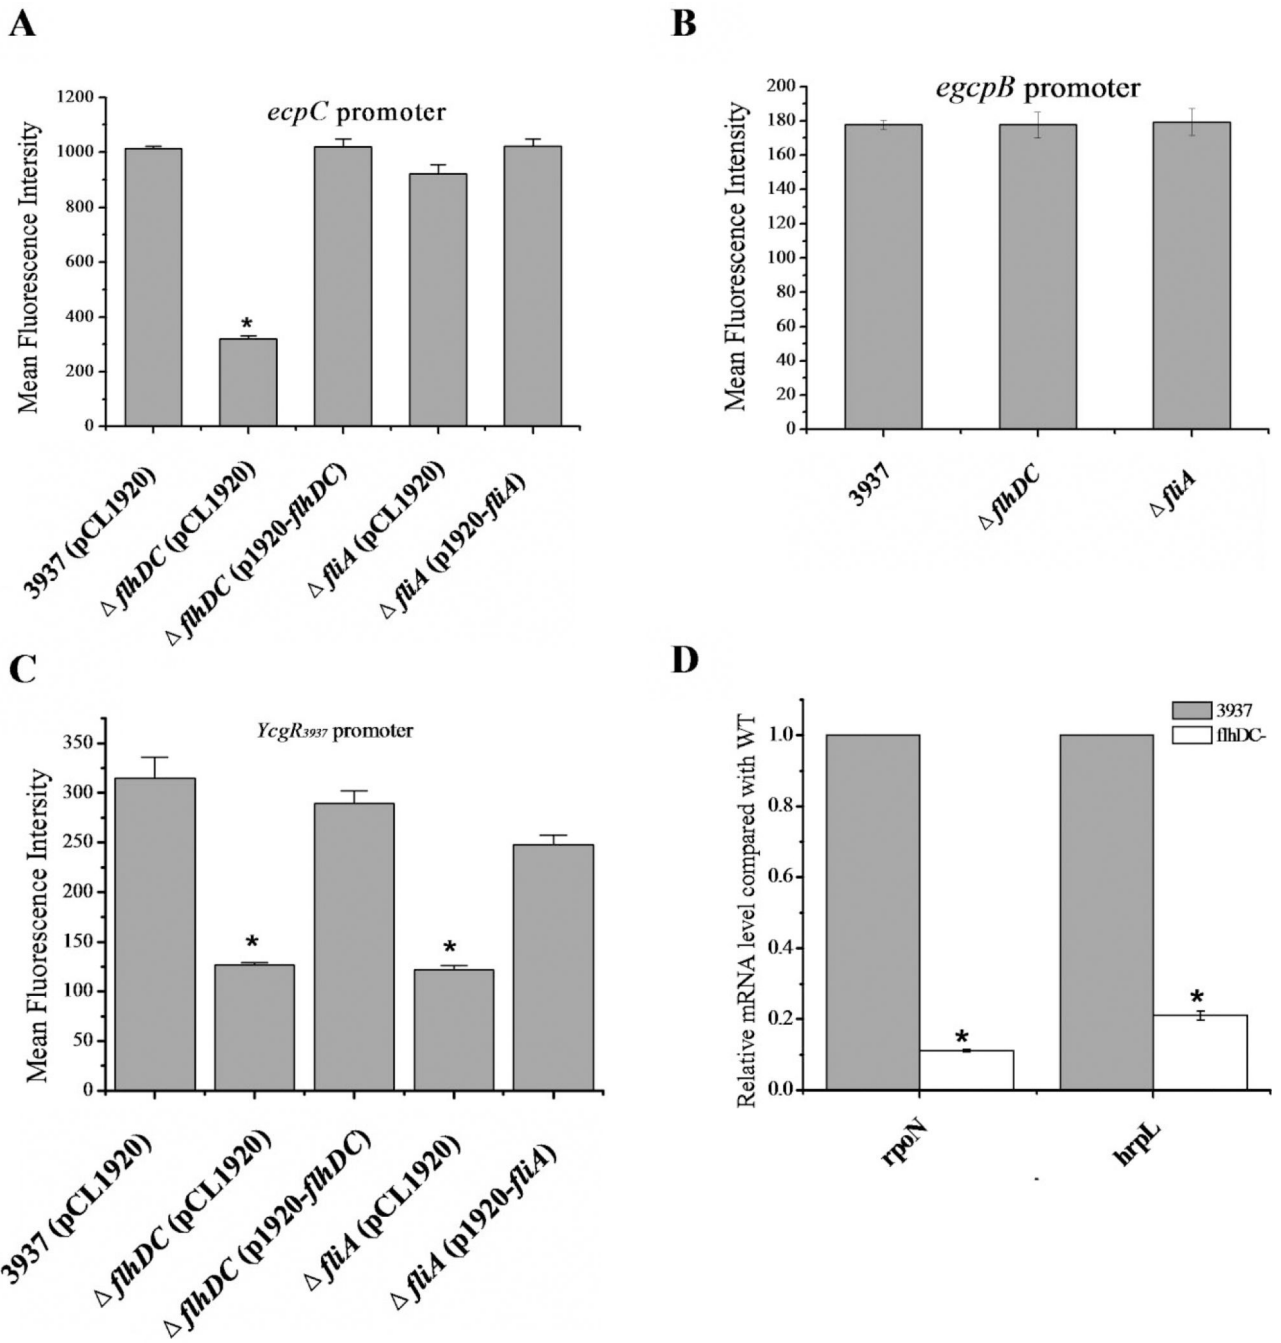 A
ecpC promoter
Mean Fluorescence Intersity
1200
1000
800
600
400
200
0
*
3937 (pCL1920)
△ flhDC (pCL1920)
△ flhDC (p1920-flhDC)
△ fliA (pCL1920)
△ fliA (p1920-fliA)
B
egcpB promoter
Mean Fluorescence Intensity
200
180
160
140
120
100
80
60
40
20
0
3937
△ flhDC
△ fliA
C
YcgR3937 promoter
Mean Fluorescence Intersity
350
300
250
200
150
100
50
0
*
*
3937 (pCL1920)
△ flhDC (pCL1920)
△ flhDC (p1920-flhDC)
△ fliA (pCL1920)
△ fliA (p1920-fliA)
D
3937
flhDC-
Relative mRNA level compared with WT
1.0
0.8
0.6
0.4
0.2
0.0
*
*
rpoN
hrpL